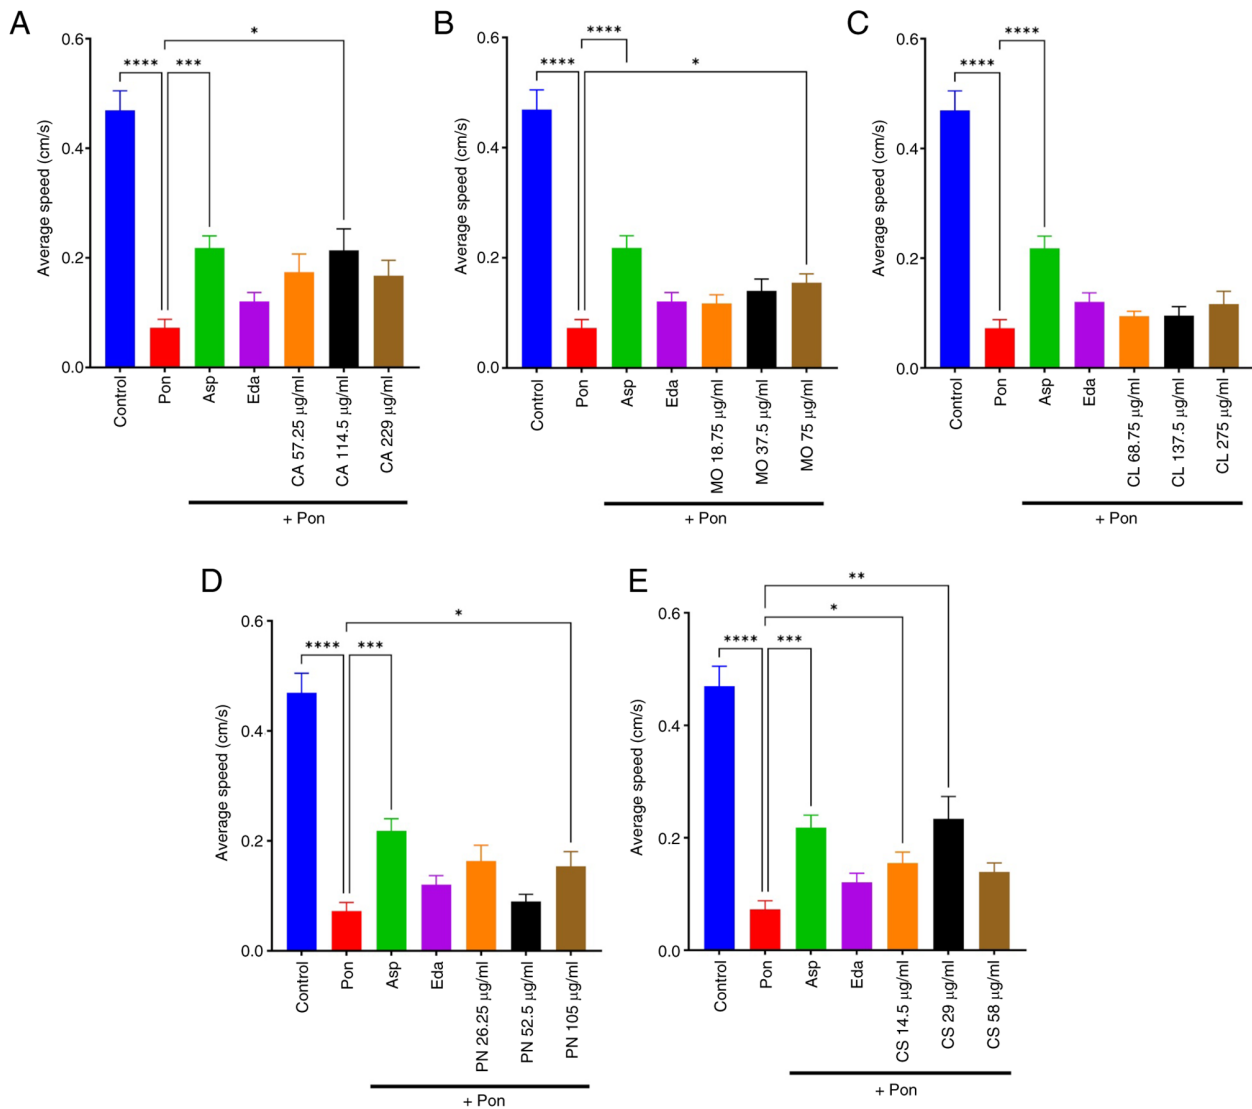 A
Average speed (cm/s)
0.6
0.4
0.2
0.0
****
***
*
Control
Pon
Asp
Eda
CA 57.25 μg/ml
CA 114.5 μg/ml
CA 229 μg/ml
+ Pon
B
Average speed (cm/s)
0.6
0.4
0.2
0.0
****
****
*
Control
Pon
Asp
Eda
MO 18.75 μg/ml
MO 37.5 μg/ml
MO 75 μg/ml
+ Pon
C
Average speed (cm/s)
0.6
0.4
0.2
0.0
****
****
Control
Pon
Asp
Eda
CL 68.75 μg/ml
CL 137.5 μg/ml
CL 275 μg/ml
+ Pon
D
Average speed (cm/s)
0.6
0.4
0.2
0.0
****
***
*
Control
Pon
Asp
Eda
PN 26.25 μg/ml
PN 52.5 μg/ml
PN 105 μg/ml
+ Pon
E
Average speed (cm/s)
0.6
0.4
0.2
0.0
****
***
*
**
Control
Pon
Asp
Eda
CS 14.5 μg/ml
CS 29 μg/ml
CS 58 μg/ml
+ Pon